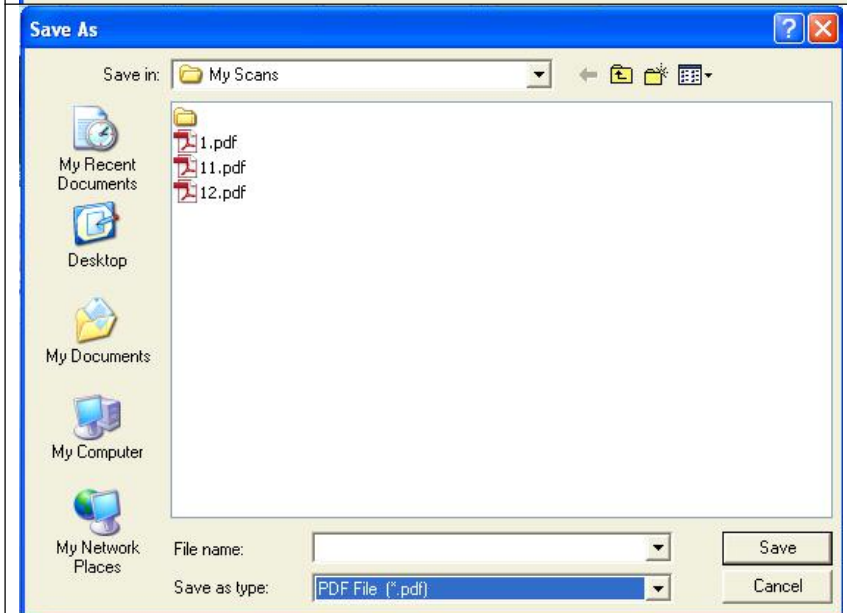 Save As
Save in: My Scans
1.pdf
11.pdf
12.pdf
My Recent
Documents
Desktop
My Documents
My Computer
My Network
Places
File name:
Save
Save as type: PDF File (*.pdf)
Cancel